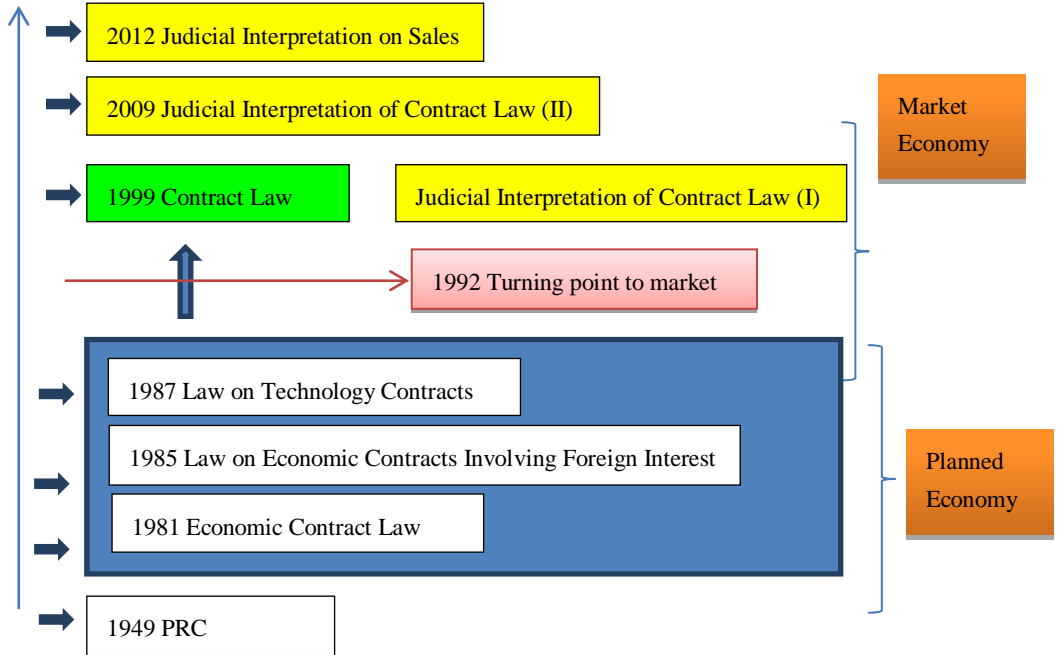 2012 Judicial Interpretation on Sales
2009 Judicial Interpretation of Contract Law (II)
Market
Economy
1999 Contract Law
Judicial Interpretation of Contract Law (I)
1992 Turning point to market
1987 Law on Technology Contracts
1985 Law on Economic Contracts Involving Foreign Interest
Planned
Economy
1981 Economic Contract Law
1949 PRC